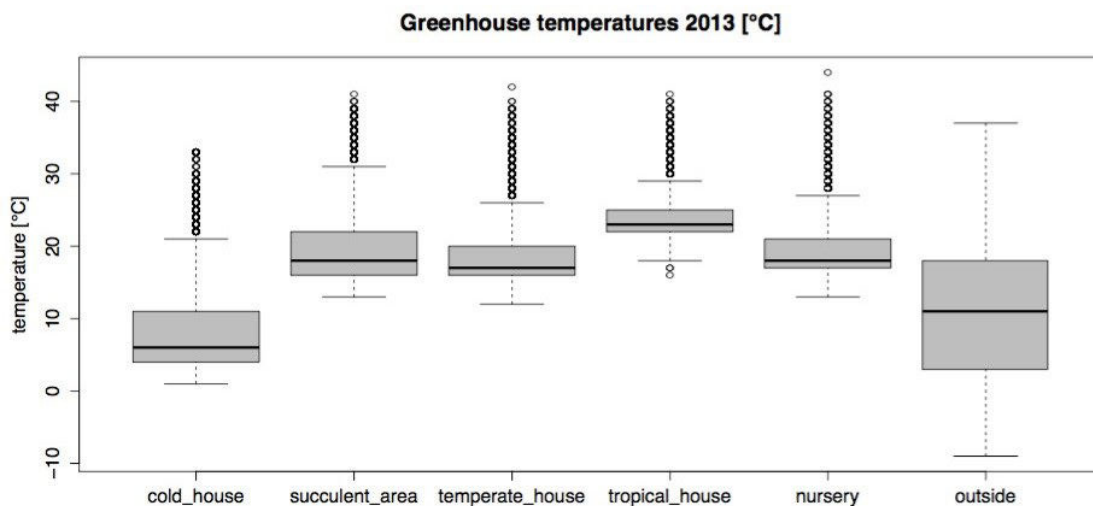 Greenhouse temperatures 2013 [°C]
temperature [°C]
40
30
20
10
0
−10
cold_house succulent_area temperate_house tropical_house nursery outside